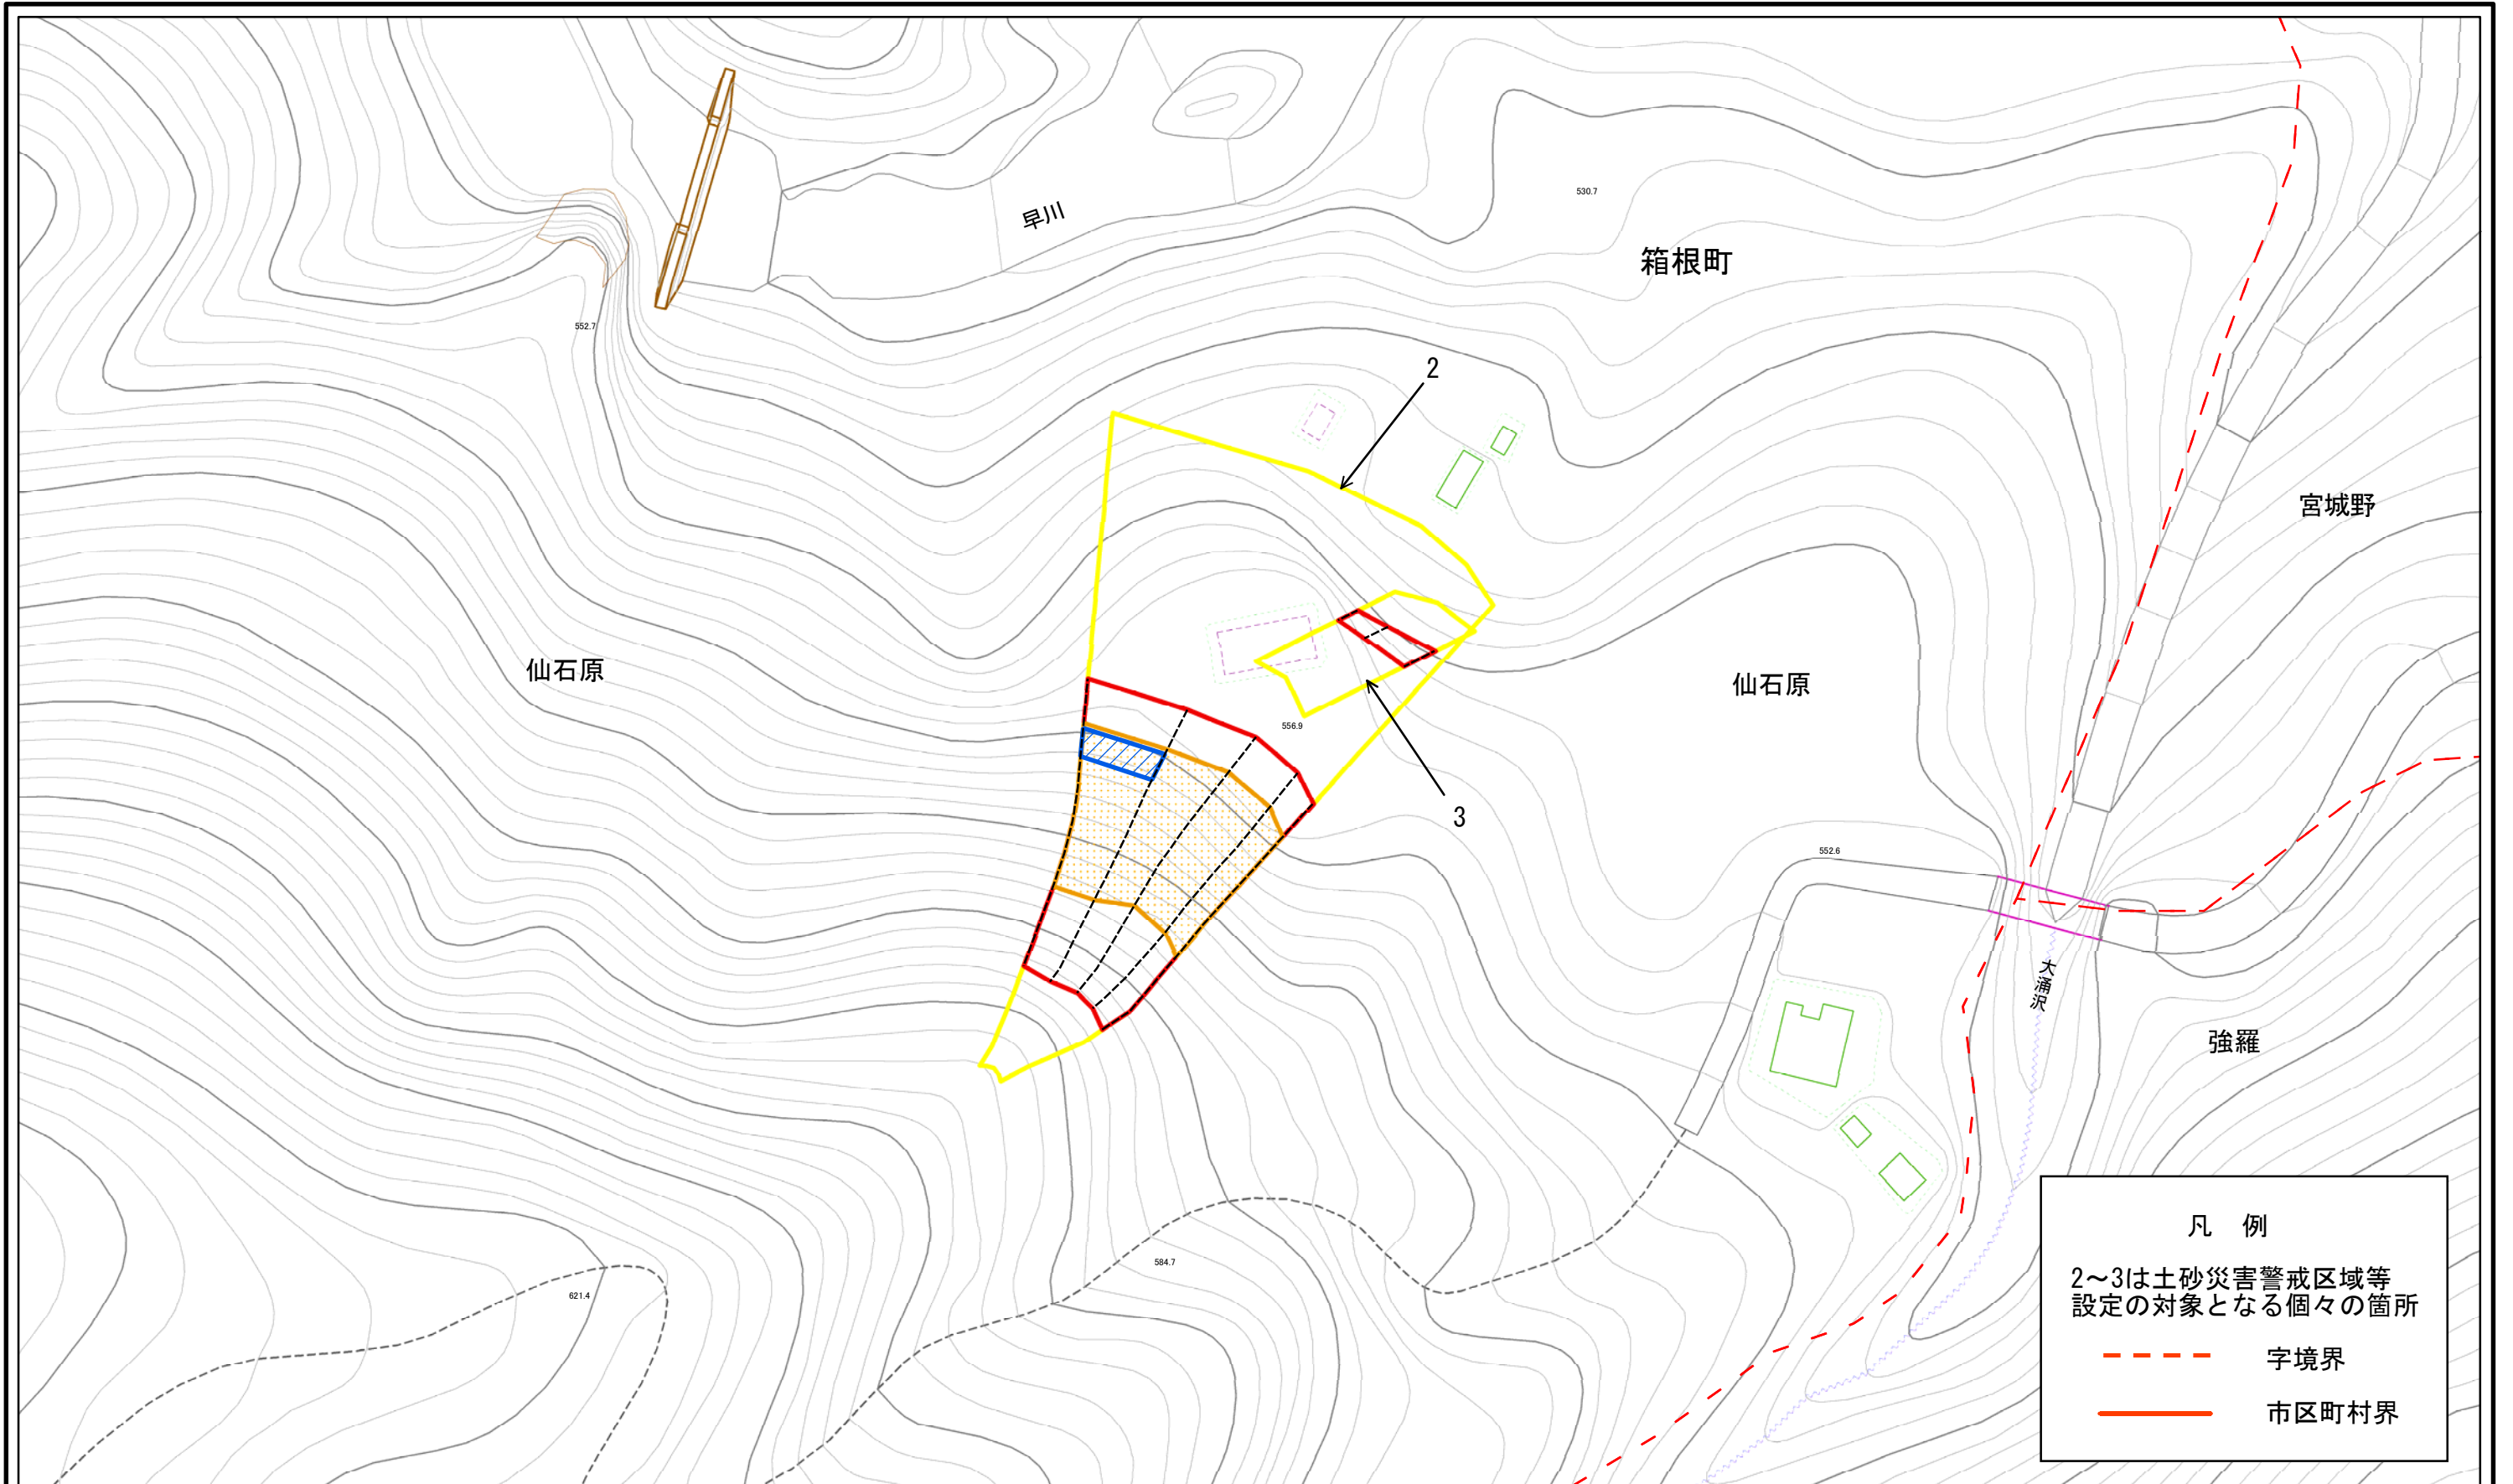 530.7
早川
箱根町
552.7
2
宮城野
仙石原
仙石原
556.9
3
552.6
大涌沢
強羅
584.7
621.4
凡 例
2～3は土砂災害警戒区域等
設定の対象となる個々の箇所
字境界
市区町村界